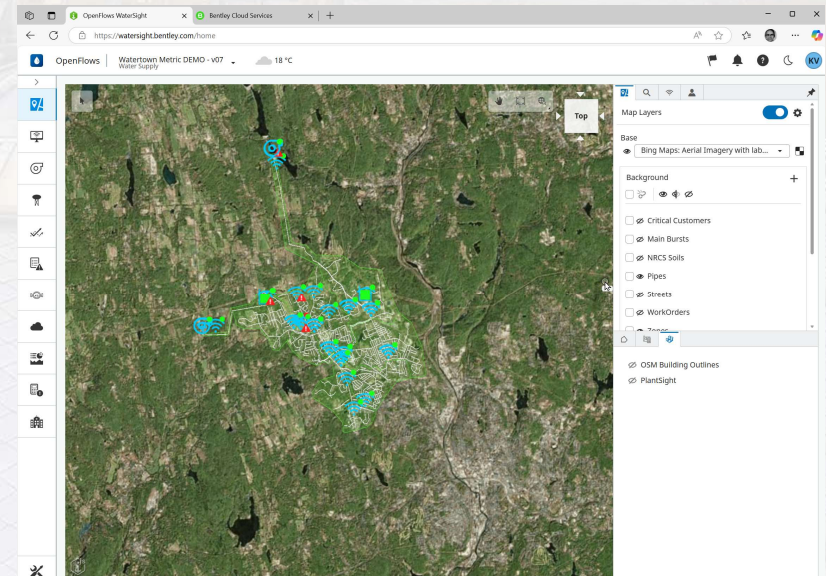 OpenFlows WaterSight
Bentley Cloud Services
https://watersight.bentley.com/home
OpenFlows
Watertown Metric DEMO - v07
Water Supply
18 °C
KV
Top
Map Layers
Base
Bing Maps: Aerial Imagery with lab...
Background
Critical Customers
Main Bursts
NRCS Soils
Pipes
Streets
WorkOrders
Zones
OSM Building Outlines
PlantSight